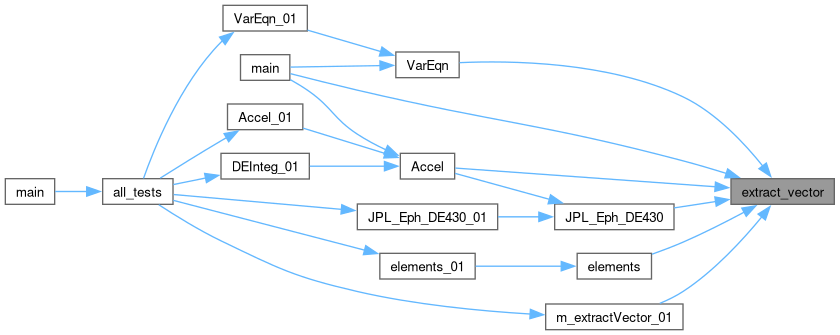 VarEqn_01
main
VarEqn
Accel_01
DEInteg_01
Accel
main
all_tests
extract_vector
JPL_Eph_DE430_01
JPL_Eph_DE430
elements_01
elements
m_extractVector_01